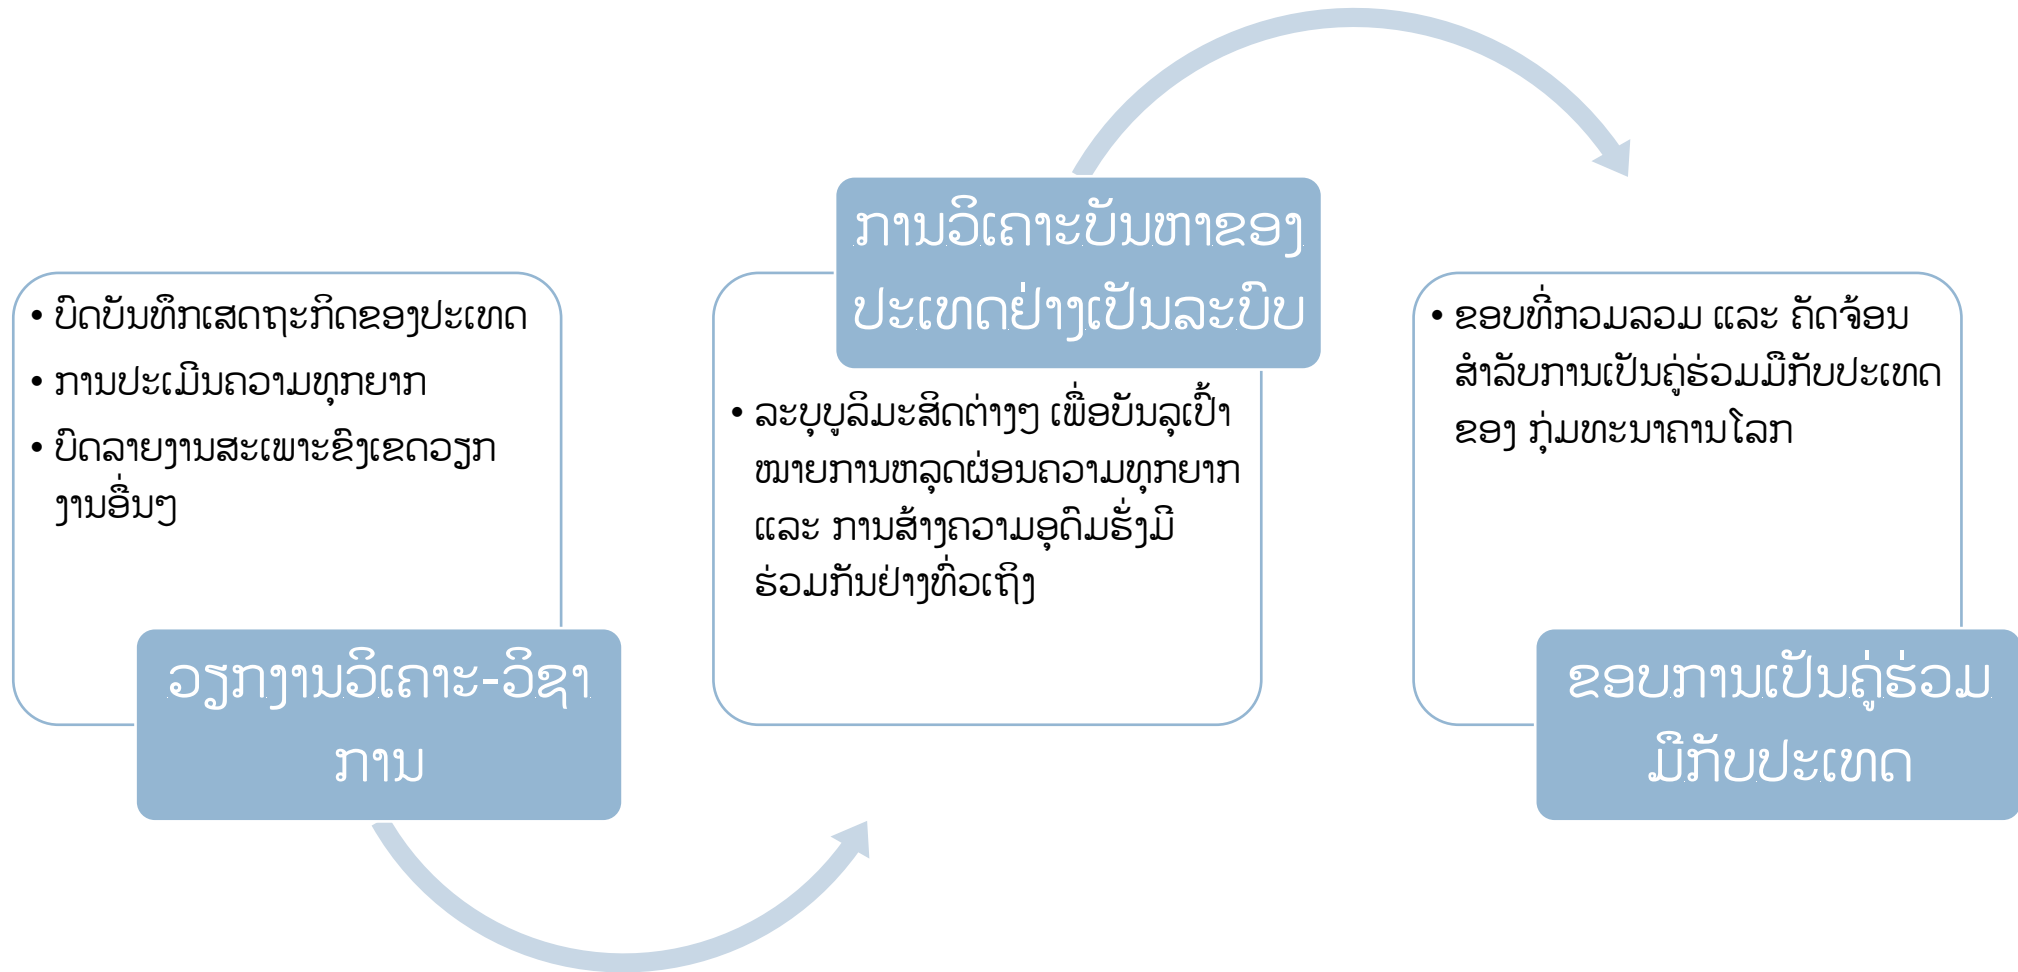 • ບົດບັນທຶກເສດຖະກິດຂອງປະເທດ
• ການປະເມີນຄວາມທຸກຍາກ
• ບົດລາຍງານສະເພາະຂົງເຂດວຽກ
ງານອື່ນໆ
ວຽກງານວິເຄາະ-ວິຊາ
ການ
ການວິເຄາະບັນຫາຂອງ
ປະເທດຢ່າງເປັນລະບົບ
• ລະບຸບູລິມະສິດຕ່າງໆ ເພື່ອບັນລຸເປົ້າ
ໝາຍການຫລຸດຜ່ອນຄວາມທຸກຍາກ
ແລະ ການສ້າງຄວາມອຸດົມຮັ່ງມີ
ຮ່ວມກັນຢ່າງທົ່ວເຖິງ
• ຂອບທີ່ກວມລວມ ແລະ ຄັດຈ້ອນ
ສຳລັບການເປັນຄູ່ຮ່ວມມືກັບປະເທດ
ຂອງ ກຸ່ມທະນາຄານໂລກ
ຂອບການເປັນຄູ່ຮ່ວມ
ມືກັບປະເທດ